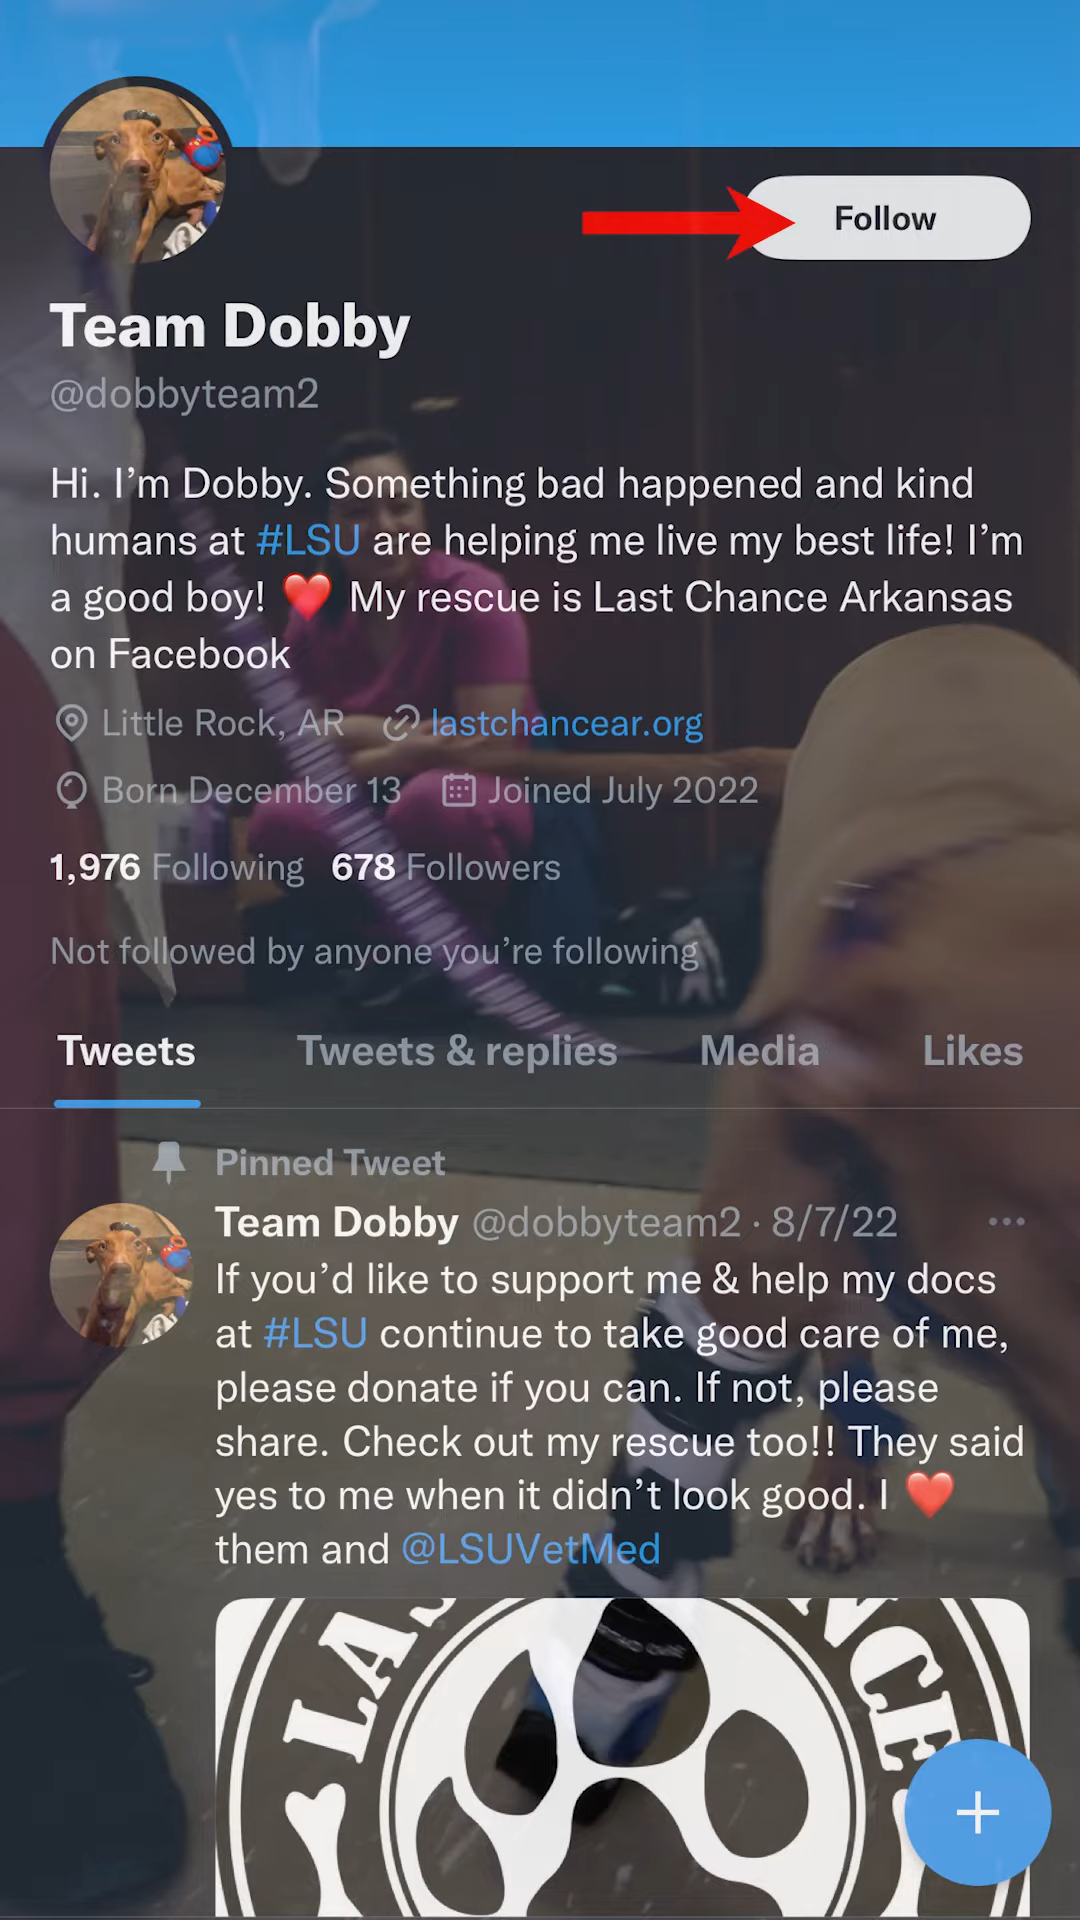 Follow
Team Dobby
@dobbyteam2
Hi. I’m Dobby. Something bad happened and kind
humans at #LSU are helping me live my best life! I’m
a good boy! ❤️ My rescue is Last Chance Arkansas
on Facebook
Little Rock, AR lastchancear.org
Born December 13 Joined July 2022
1,976 Following 678 Followers
Not followed by anyone you’re following
Tweets Tweets & replies Media Likes
Pinned Tweet
Team Dobby @dobbyteam2 · 8/7/22 ...
If you’d like to support me & help my docs
at #LSU continue to take good care of me,
please donate if you can. If not, please
share. Check out my rescue too!! They said
yes to me when it didn’t look good. I ❤️
them and @LSUVetMed